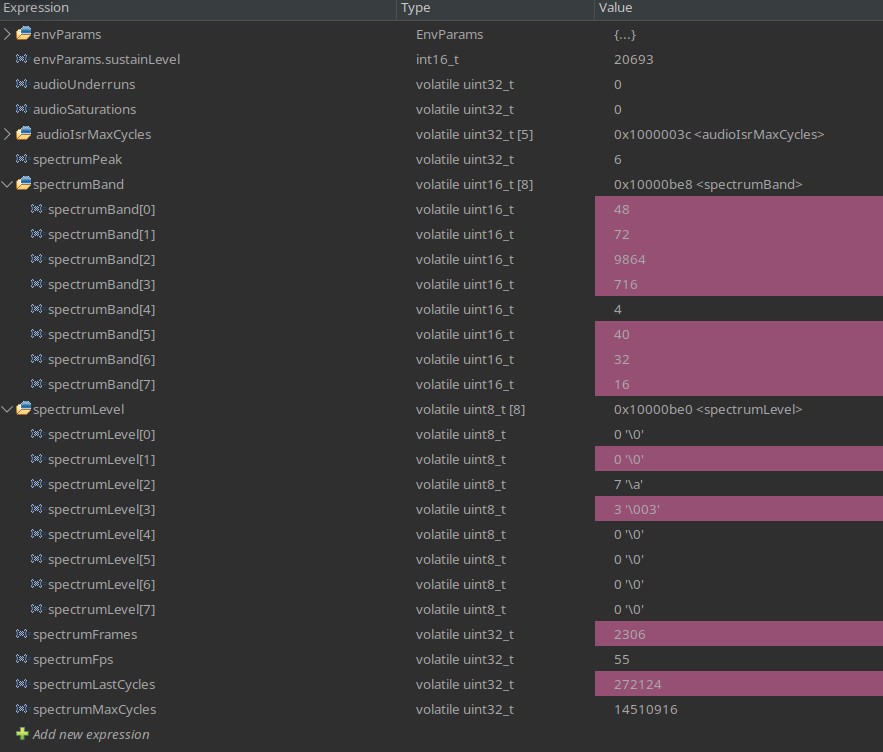 Expression Type Value
envParams EnvParams {...}
envParams.sustainLevel int16_t 20693
audioUnderruns volatile uint32_t 0
audioSaturations volatile uint32_t 0
audioIsrMaxCycles volatile uint32_t [5] 0x1000003c <audioIsrMaxCycles>
spectrumPeak volatile uint32_t 6
spectrumBand volatile uint16_t [8] 0x10000be8 <spectrumBand>
spectrumBand[0] volatile uint16_t 48
spectrumBand[1] volatile uint16_t 72
spectrumBand[2] volatile uint16_t 9864
spectrumBand[3] volatile uint16_t 716
spectrumBand[4] volatile uint16_t 4
spectrumBand[5] volatile uint16_t 40
spectrumBand[6] volatile uint16_t 32
spectrumBand[7] volatile uint16_t 16
spectrumLevel volatile uint8_t [8] 0x10000be0 <spectrumLevel>
spectrumLevel[0] volatile uint8_t 0 '\0'
spectrumLevel[1] volatile uint8_t 0 '\0'
spectrumLevel[2] volatile uint8_t 7 '\a'
spectrumLevel[3] volatile uint8_t 3 '\003'
spectrumLevel[4] volatile uint8_t 0 '\0'
spectrumLevel[5] volatile uint8_t 0 '\0'
spectrumLevel[6] volatile uint8_t 0 '\0'
spectrumLevel[7] volatile uint8_t 0 '\0'
spectrumFrames volatile uint32_t 2306
spectrumFps volatile uint32_t 55
spectrumLastCycles volatile uint32_t 272124
spectrumMaxCycles volatile uint32_t 14510916
Add new expression